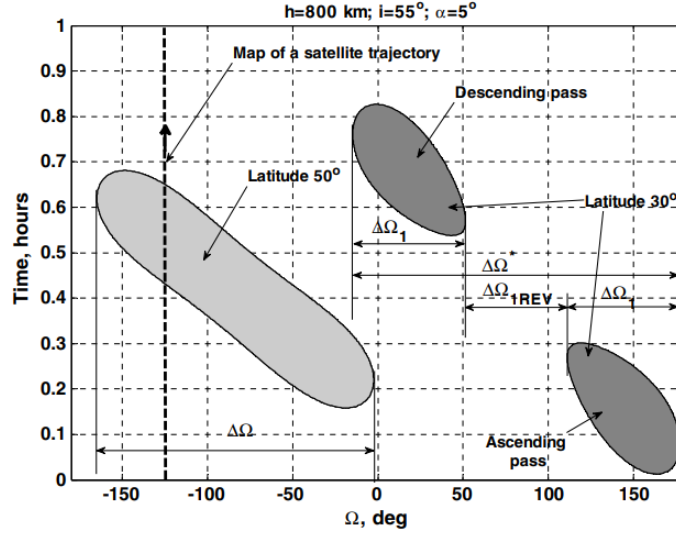 h=800 km; i=55°; α=5°
1
0.9
0.8
0.7
0.6
0.5
0.4
0.3
0.2
0.1
0
Time, hours
Map of a satellite trajectory
Descending pass
Latitude 50°
Latitude 30°
ΔΩ1
ΔΩ*
ΔΩ1REV
ΔΩ1
ΔΩ
Ascending
pass
-150 -100 -50 0 50 100 150
Ω, deg